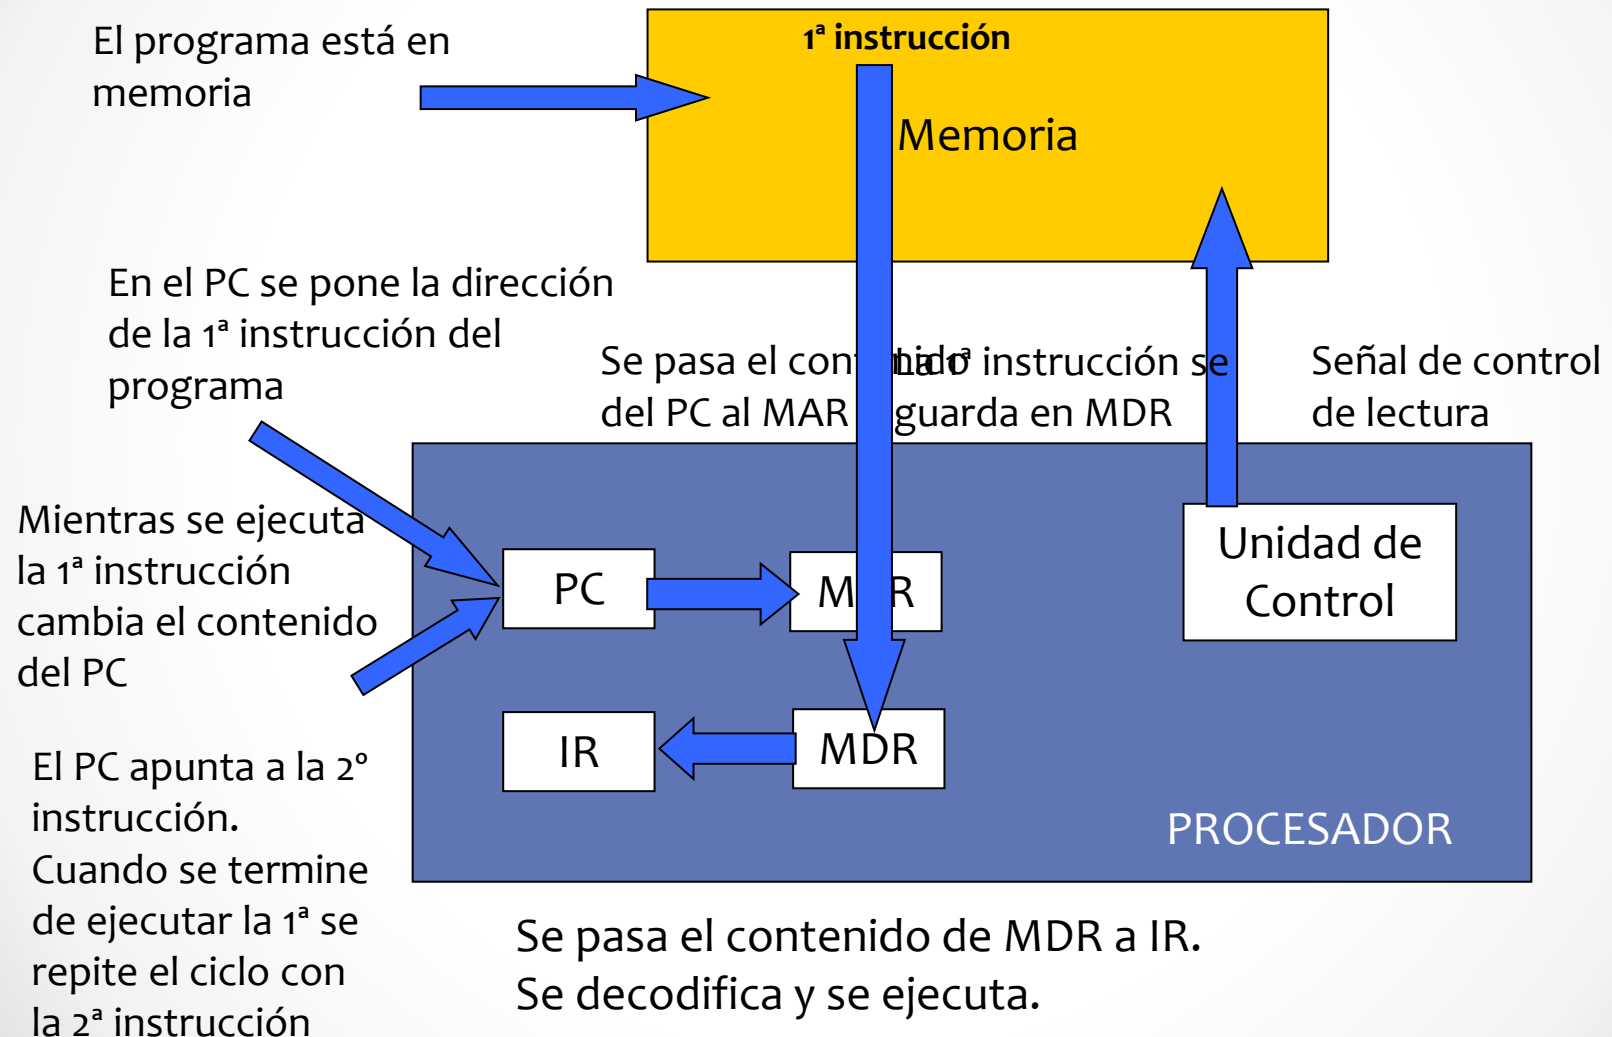 El programa está en
memoria
1ª instrucción
Memoria
En el PC se pone la dirección
de la 1ª instrucción del
programa
Se pasa el contenido
del PC al MAR
La 1ª instrucción se
guarda en MDR
Señal de control
de lectura
Mientras se ejecuta
la 1ª instrucción
cambia el contenido
del PC
PC
MAR
Unidad de
Control
IR
MDR
PROCESADOR
El PC apunta a la 2º
instrucción.
Cuando se termine
de ejecutar la 1ª se
repite el ciclo con
la 2ª instrucción
Se pasa el contenido de MDR a IR.
Se decodifica y se ejecuta.